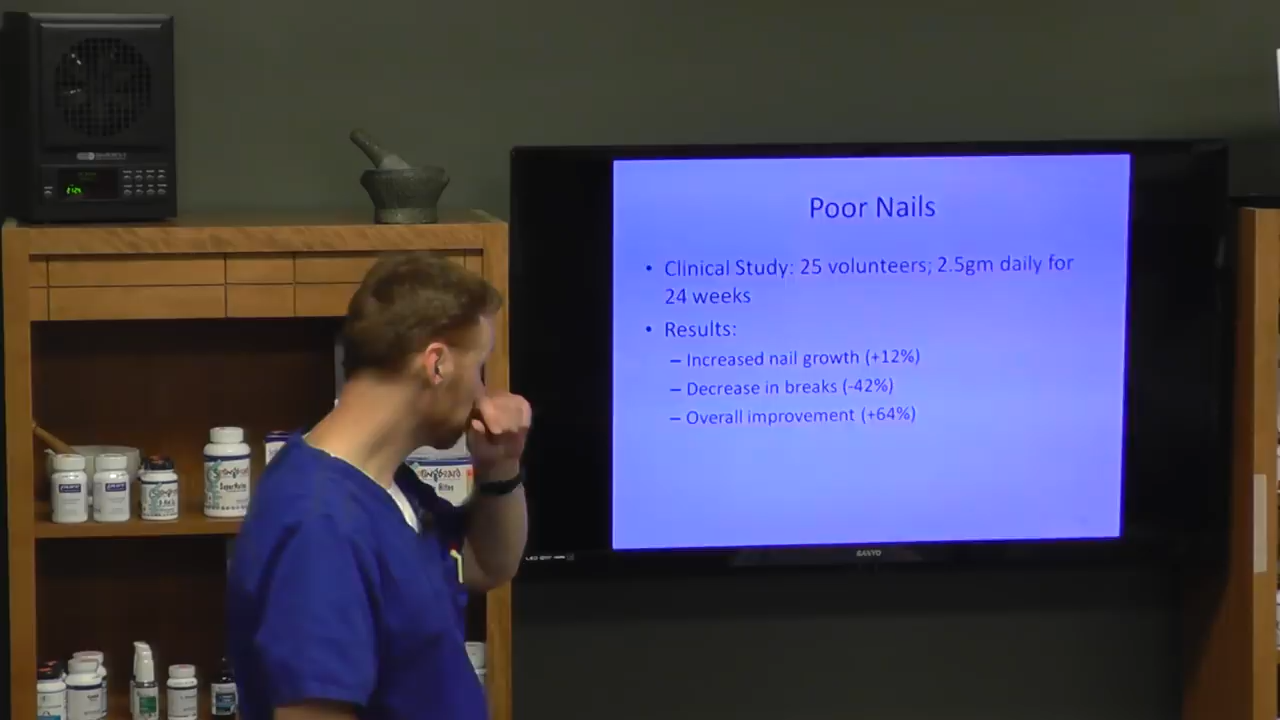 Poor Nails
• Clinical Study: 25 volunteers; 2.5gm daily for
24 weeks
• Results:
– Increased nail growth (+12%)
– Decrease in breaks (-42%)
– Overall improvement (+64%)
SANYO